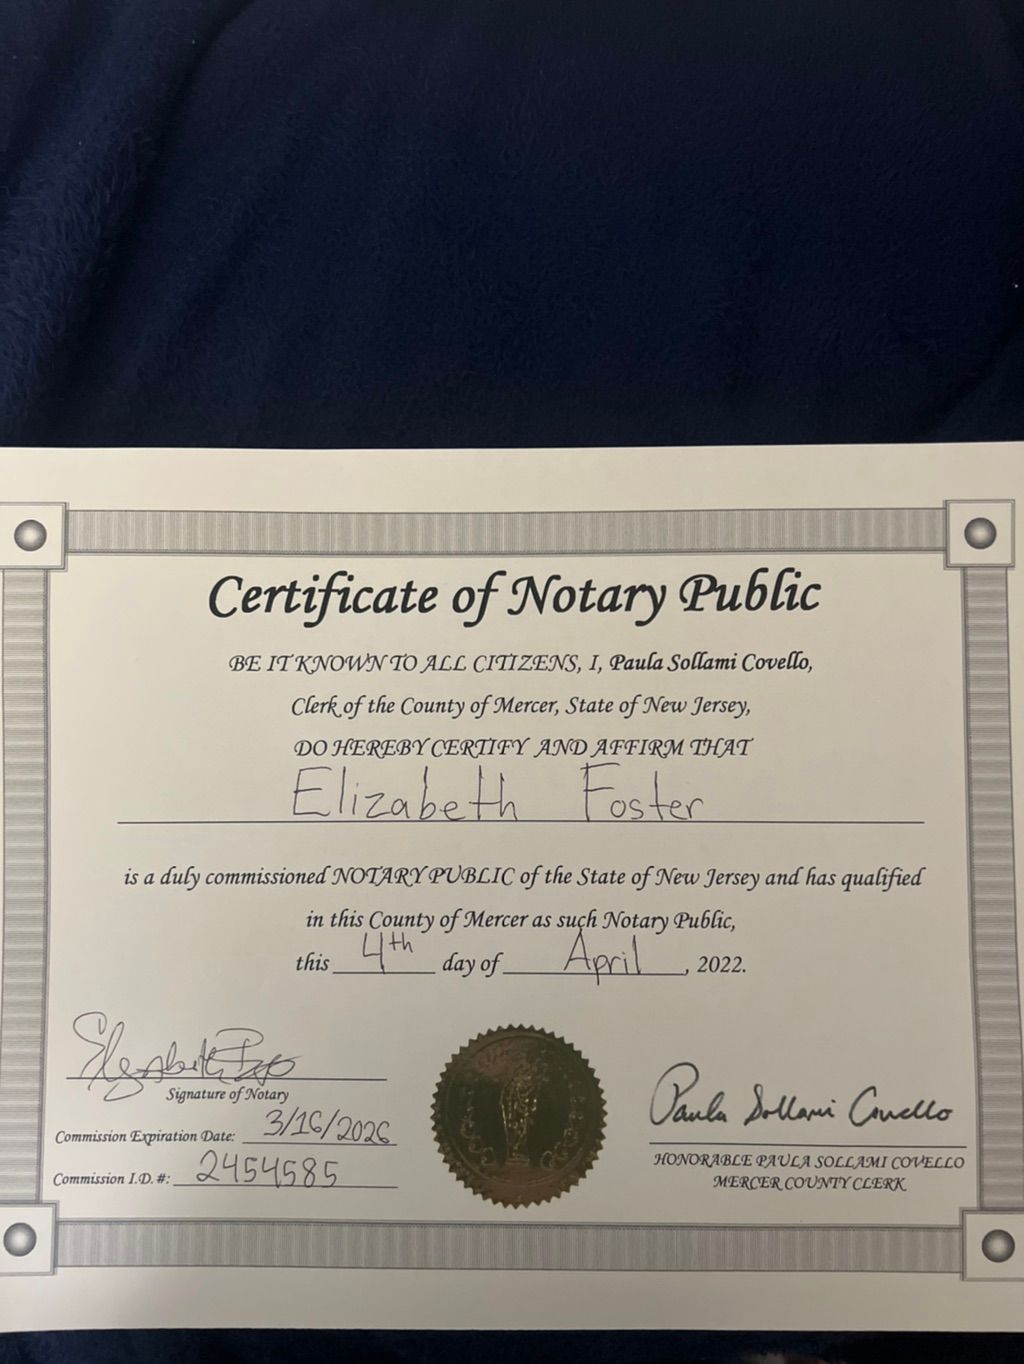 Certificate of Notary Public
BE IT KNOWN TO ALL CITIZENS, I, Paula Sollami Covello,
Clerk of the County of Mercer, State of New Jersey,
DO HEREBY CERTIFY AND AFFIRM THAT
Elizabeth Foster
is a duly commissioned NOTARY PUBLIC of the State of New Jersey and has qualified
in this County of Mercer as such Notary Public,
this 4th day of April, 2022.
Signature of Notary
Commission Expiration Date: 3/16/2026
Commission I.D. #: 2454585
Paula Sollami Covello
HONORABLE PAULA SOLLAMI COVELLO
MERCER COUNTY CLERK